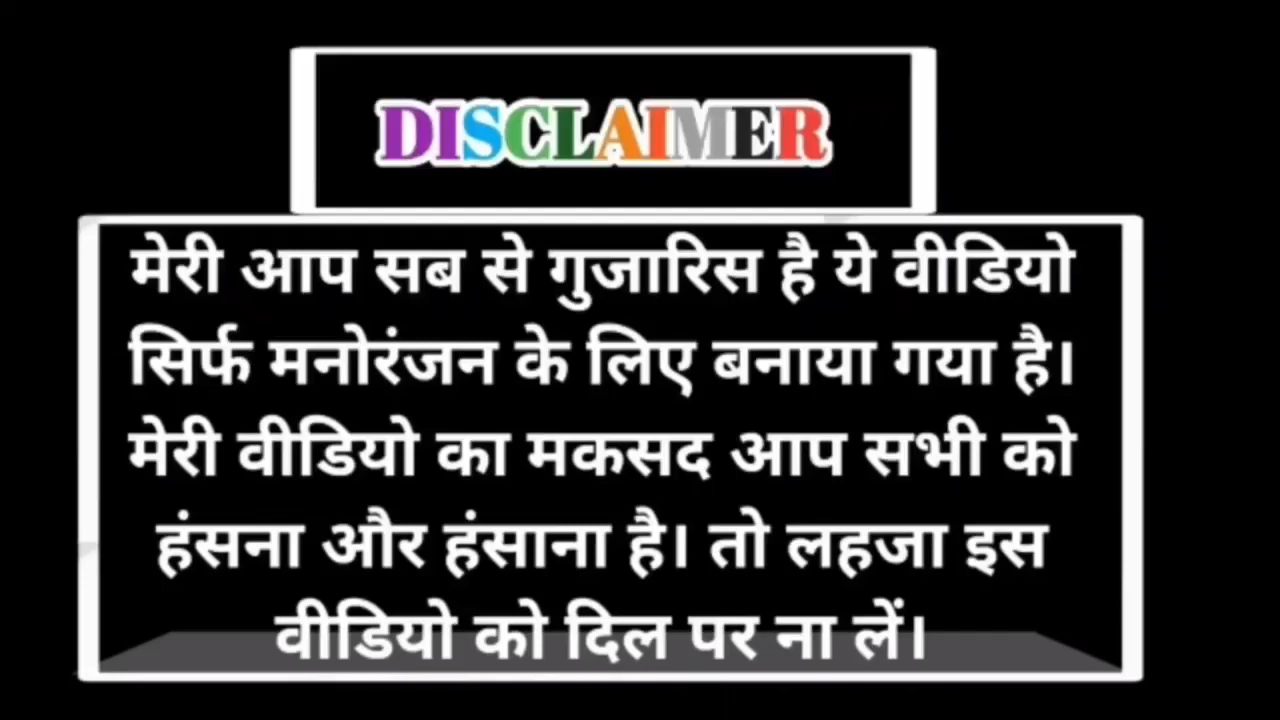 DISCLAIMER
मेरी आप सब से गुजारिस है ये वीडियो
सिर्फ मनोरंजन के लिए बनाया गया है।
मेरी वीडियो का मकसद आप सभी को
हंसना और हंसाना है। तो लहजा इस
वीडियो को दिल पर ना लें।